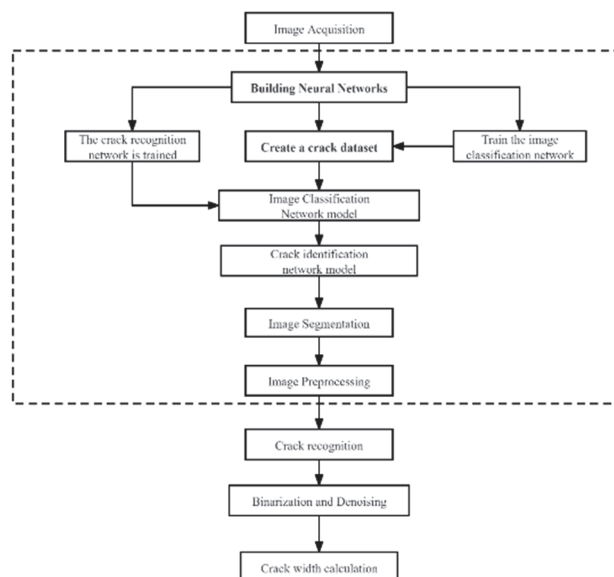 Image Acquisition
Building Neural Networks
The crack recognition
network is trained
Create a crack dataset
Train the image
classification network
Image Classification
Network model
Crack identification
network model
Image Segmentation
Image Preprocessing
Crack recognition
Binarization and Denoising
Crack width calculation